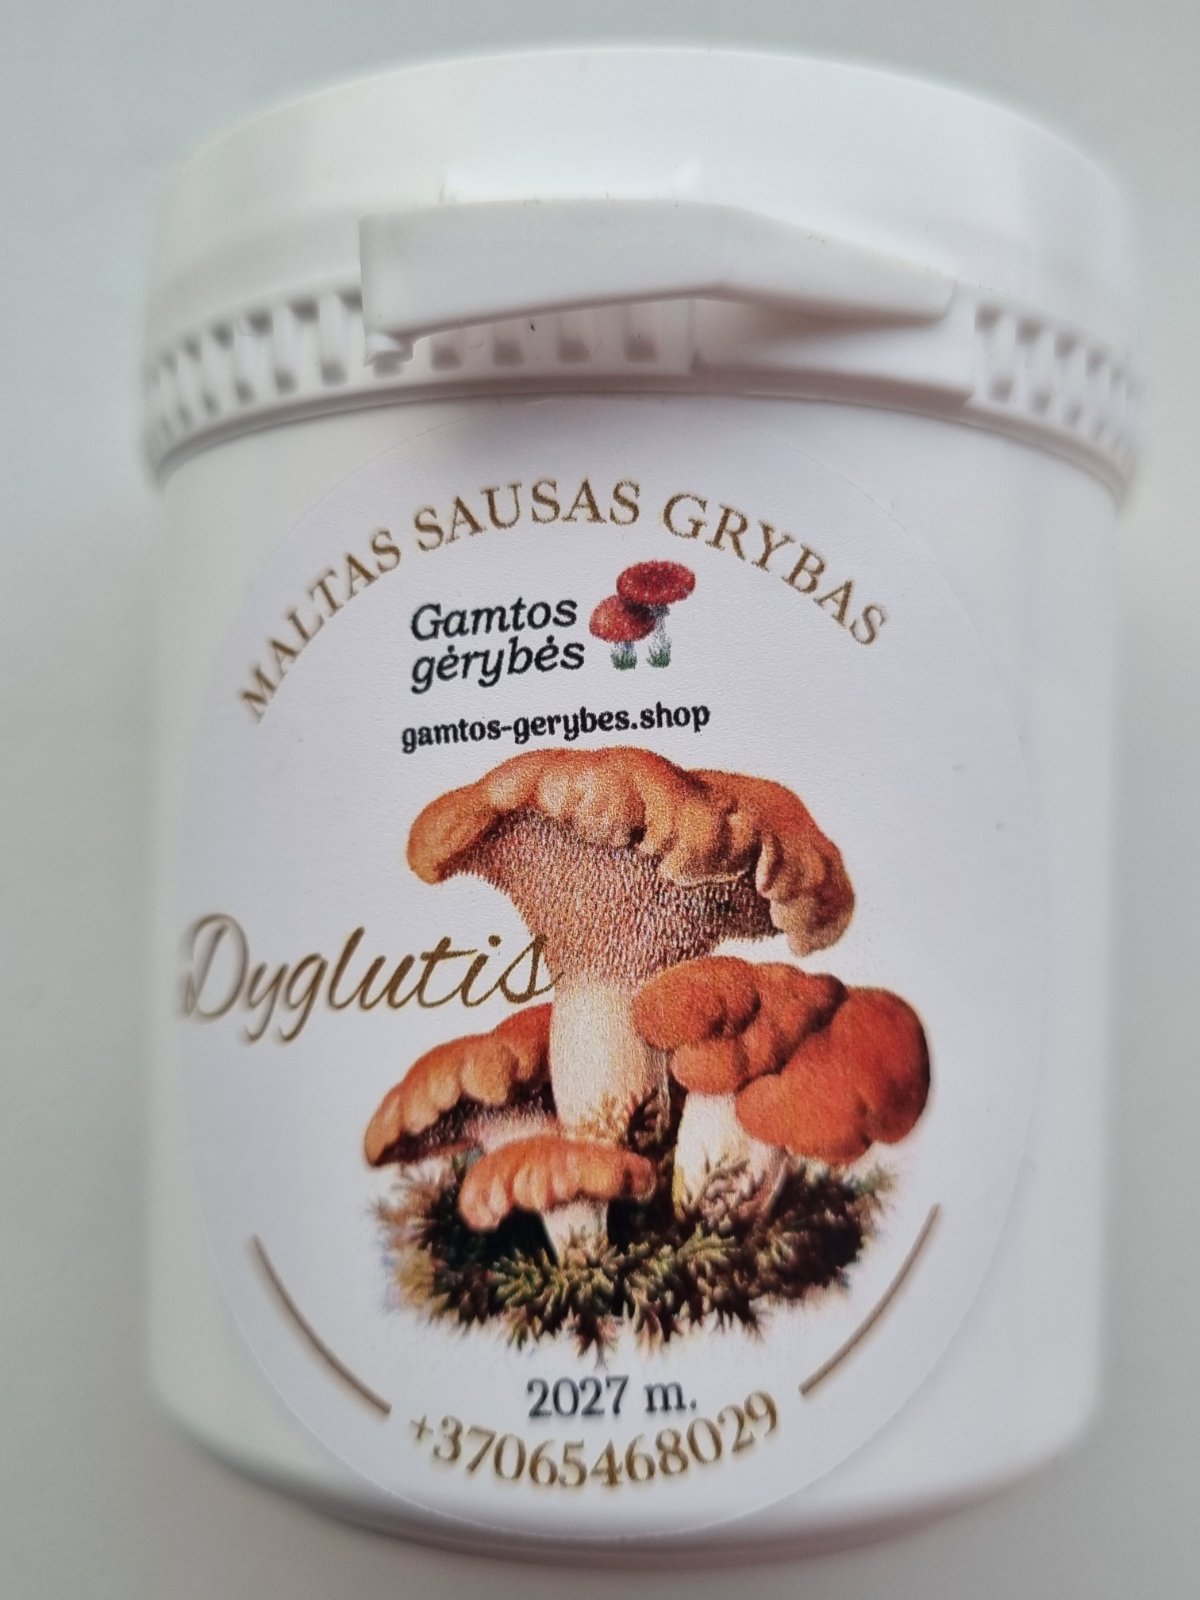 MALTAS SAUSAS GRYBAS
Gamtos
gėrybės
gamtos-gerybes.shop
Dyglutis
2027 m.
+37065468029